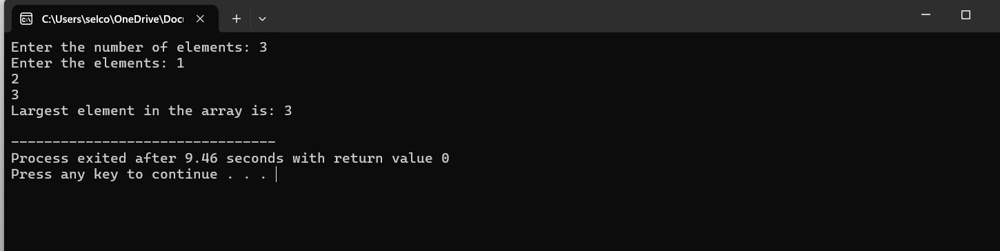 C:\Users\selco\OneDrive\Doc
Enter the number of elements: 3
Enter the elements: 1
2
3
Largest element in the array is: 3
--------------------------------
Process exited after 9.46 seconds with return value 0
Press any key to continue . . .